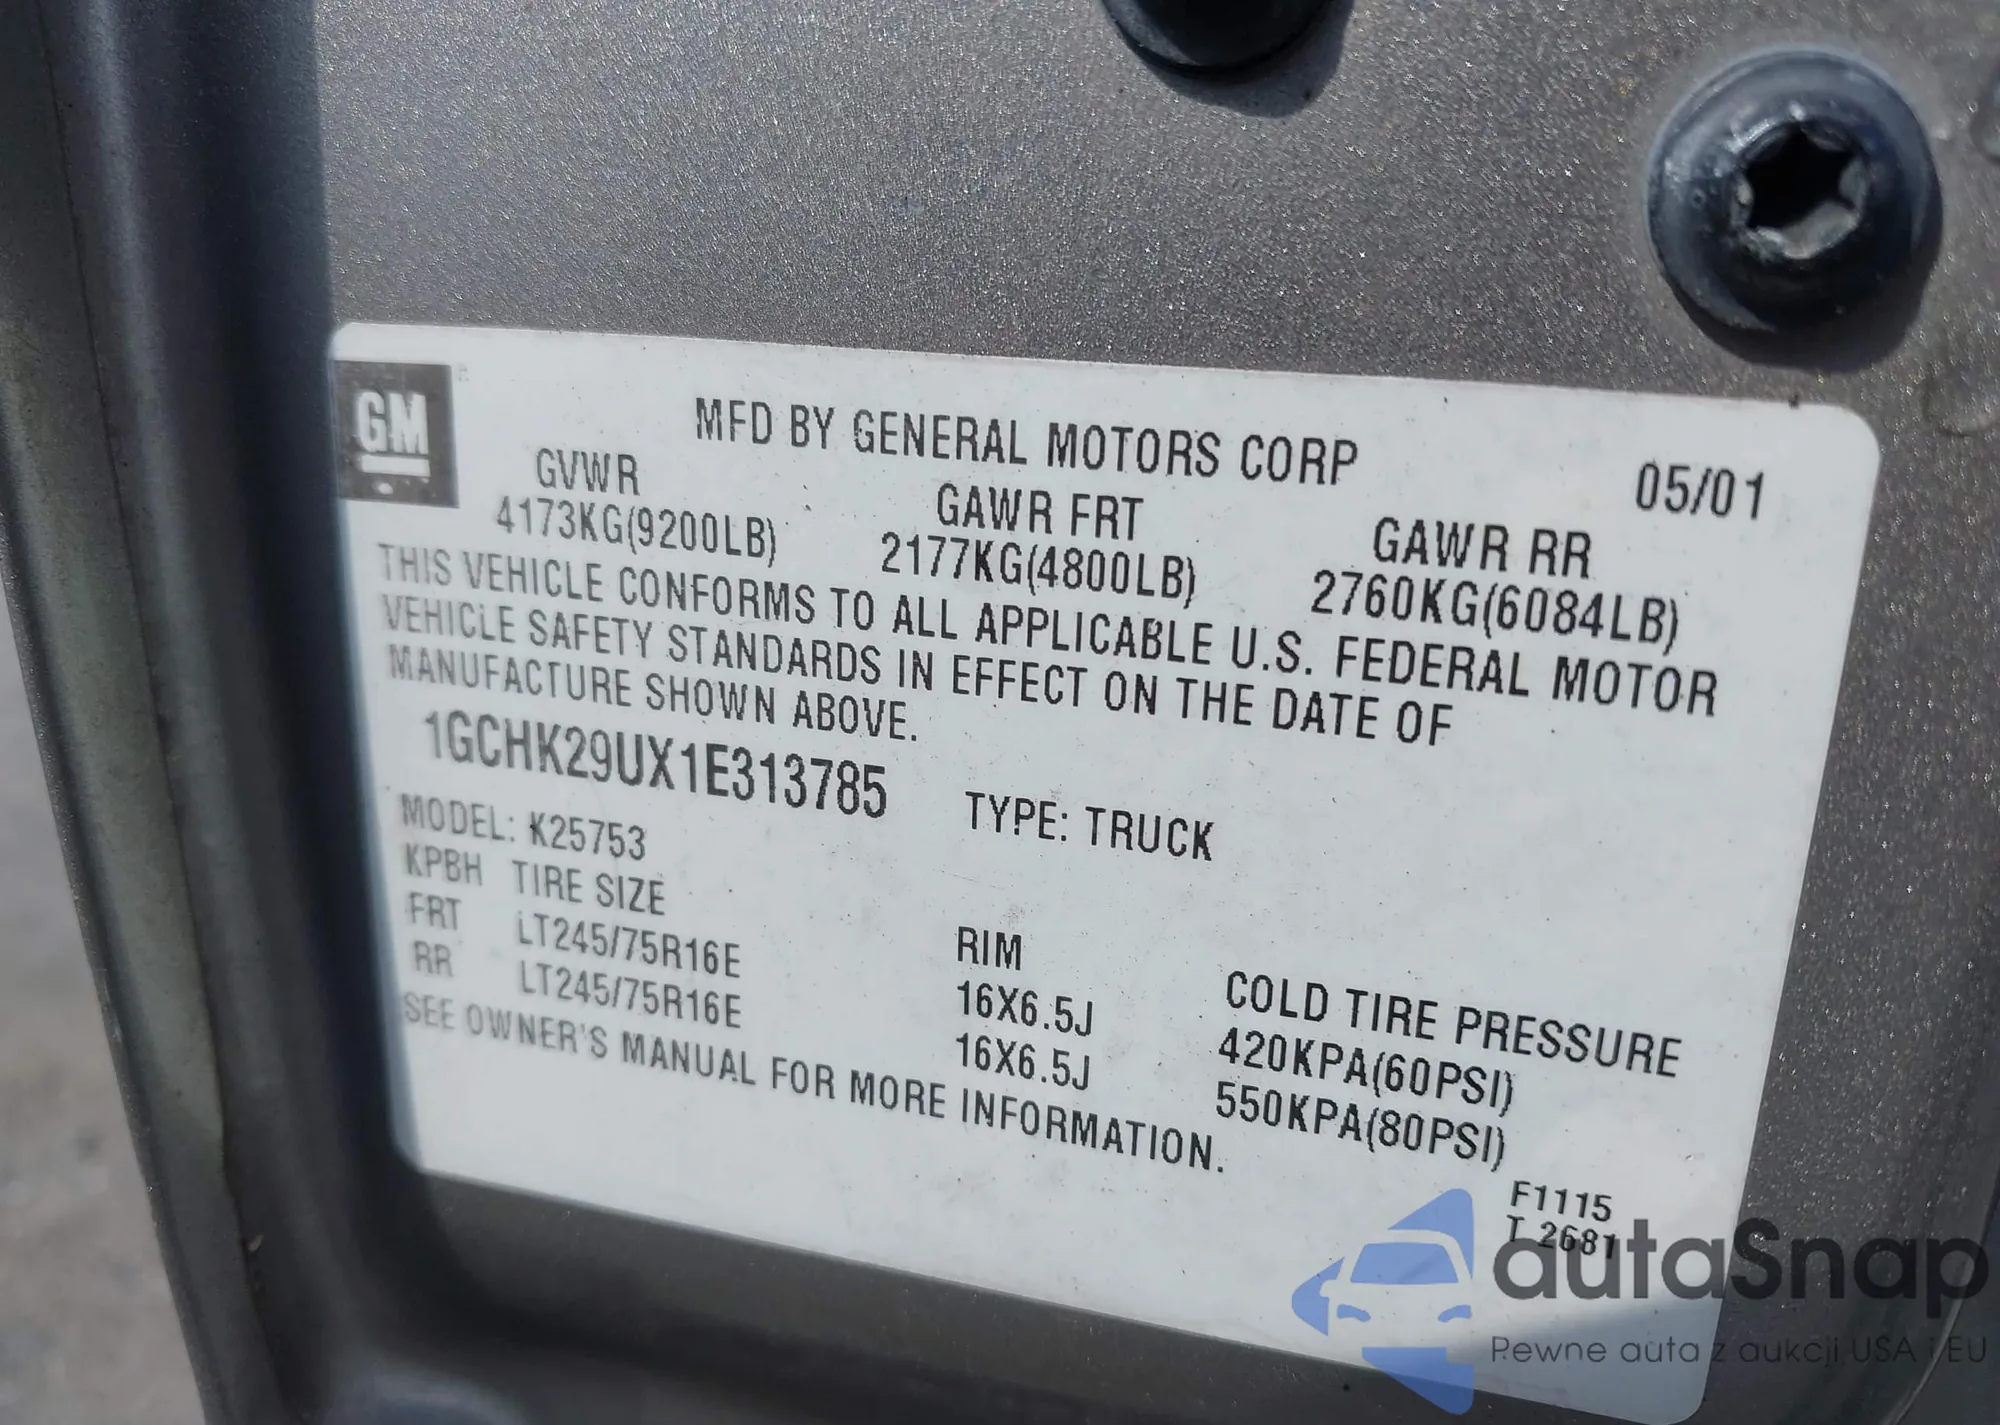 GM
MFD BY GENERAL MOTORS CORP
05/01
GVWR GAWR FRT GAWR RR
4173KG(9200LB) 2177KG(4800LB) 2760KG(6084LB)
THIS VEHICLE CONFORMS TO ALL APPLICABLE U.S. FEDERAL MOTOR
VEHICLE SAFETY STANDARDS IN EFFECT ON THE DATE OF
MANUFACTURE SHOWN ABOVE.
1GCHK29UX1E313785 TYPE: TRUCK
MODEL: K25753
KPBH TIRE SIZE RIM COLD TIRE PRESSURE
FRT LT245/75R16E 16X6.5J 420KPA(60PSI)
RR LT245/75R16E 16X6.5J 550KPA(80PSI)
SEE OWNER'S MANUAL FOR MORE INFORMATION.
F1115
T 2681
autaSnap
Pewne auta z aukcji USA i EU